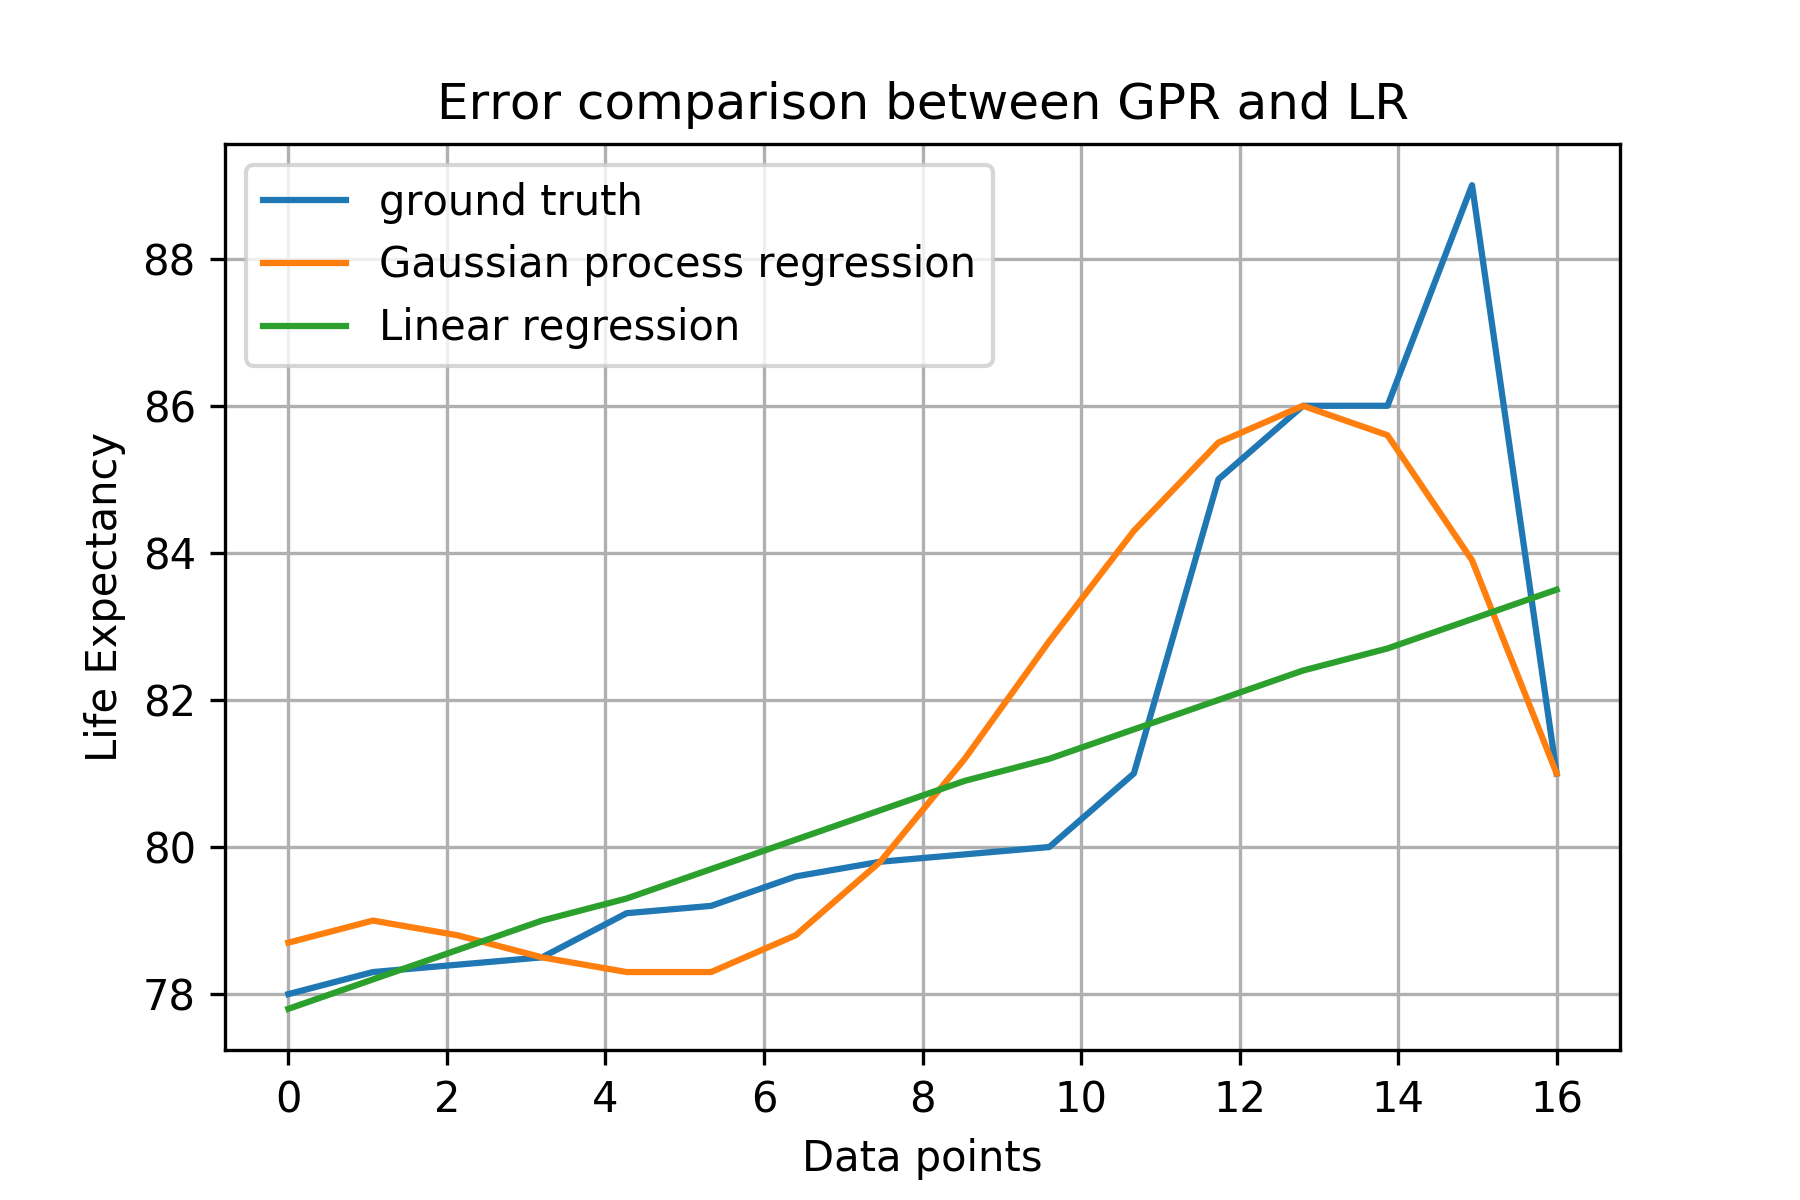 Error comparison between GPR and LR
ground truth
Gaussian process regression
Linear regression
Life Expectancy
88
86
84
82
80
78
0 2 4 6 8 10 12 14 16
Data points